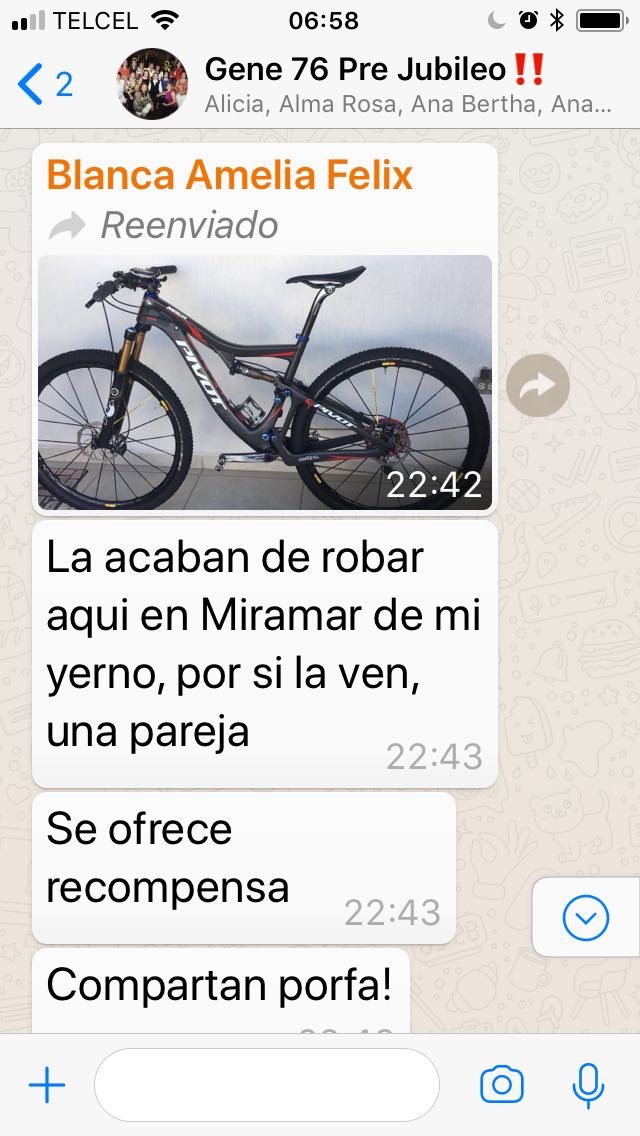 TELCEL 06:58
2 Gene 76 Pre Jubileo‼️
Alicia, Alma Rosa, Ana Bertha, Ana...
Blanca Amelia Felix
Reenviado
PIVOT
PIVOT
22:42
La acaban de robar
aqui en Miramar de mi
yerno, por si la ven,
una pareja
22:43
Se ofrece
recompensa
22:43
Compartan porfa!